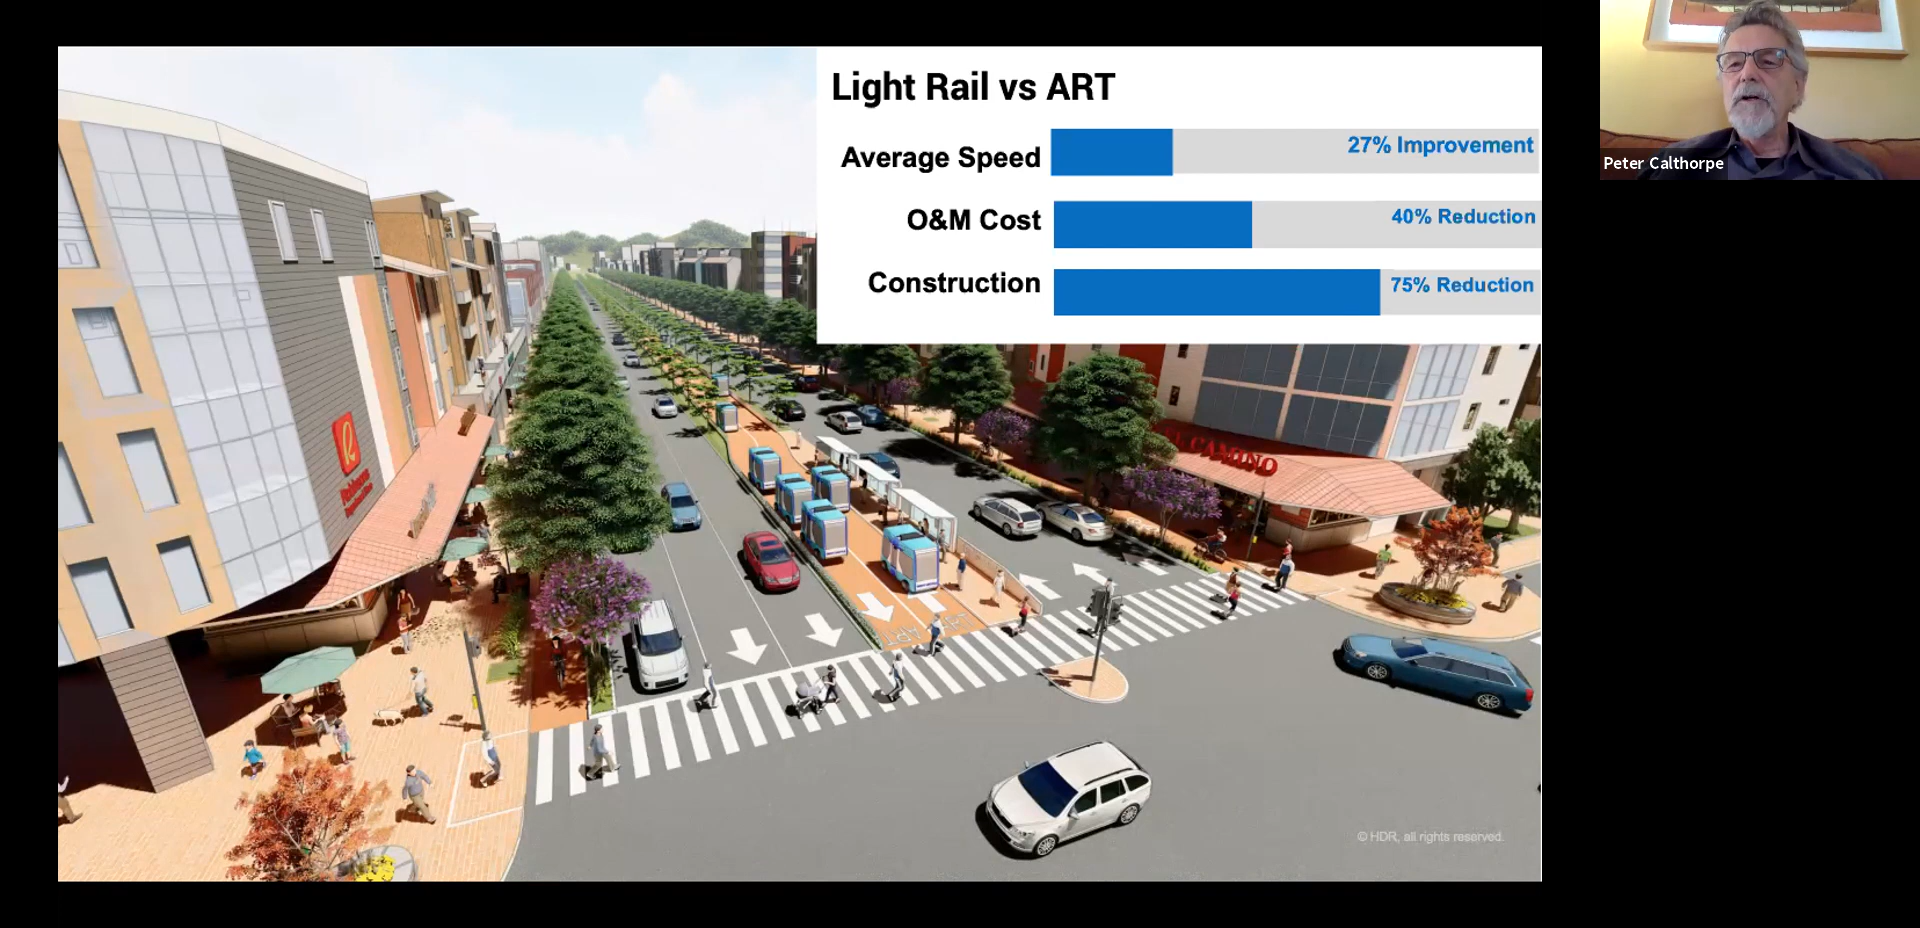 Light Rail vs ART
Average Speed
27% Improvement
O&M Cost
40% Reduction
Construction
75% Reduction
EL CAMINO
© HDR, all rights reserved.
Peter Calthorpe